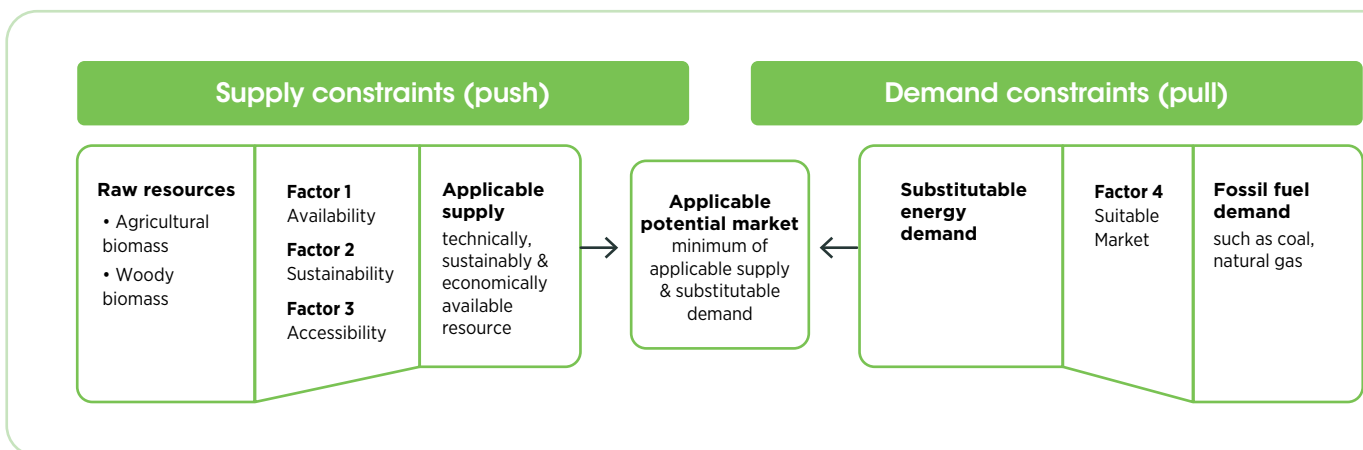 Supply constraints (push)
Demand constraints (pull)
Raw resources
• Agricultural
biomass
• Woody
biomass
Factor 1
Availability
Factor 2
Sustainability
Factor 3
Accessibility
Applicable
supply
technically,
sustainably &
economically
available
resource
Applicable
potential market
minimum of
applicable supply
& substitutable
demand
Substitutable
energy
demand
Factor 4
Suitable
Market
Fossil fuel
demand
such as coal,
natural gas